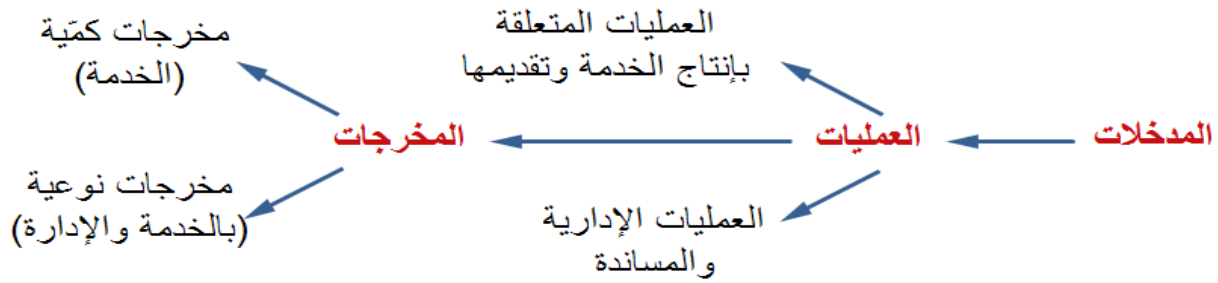 المدخلات
العمليات
العمليات المتعلقة
بإنتاج الخدمة وتقديمها
العمليات الإدارية
والمساندة
المخرجات
مخرجات كمّية
(الخدمة)
مخرجات نوعية
(بالخدمة والإدارة)